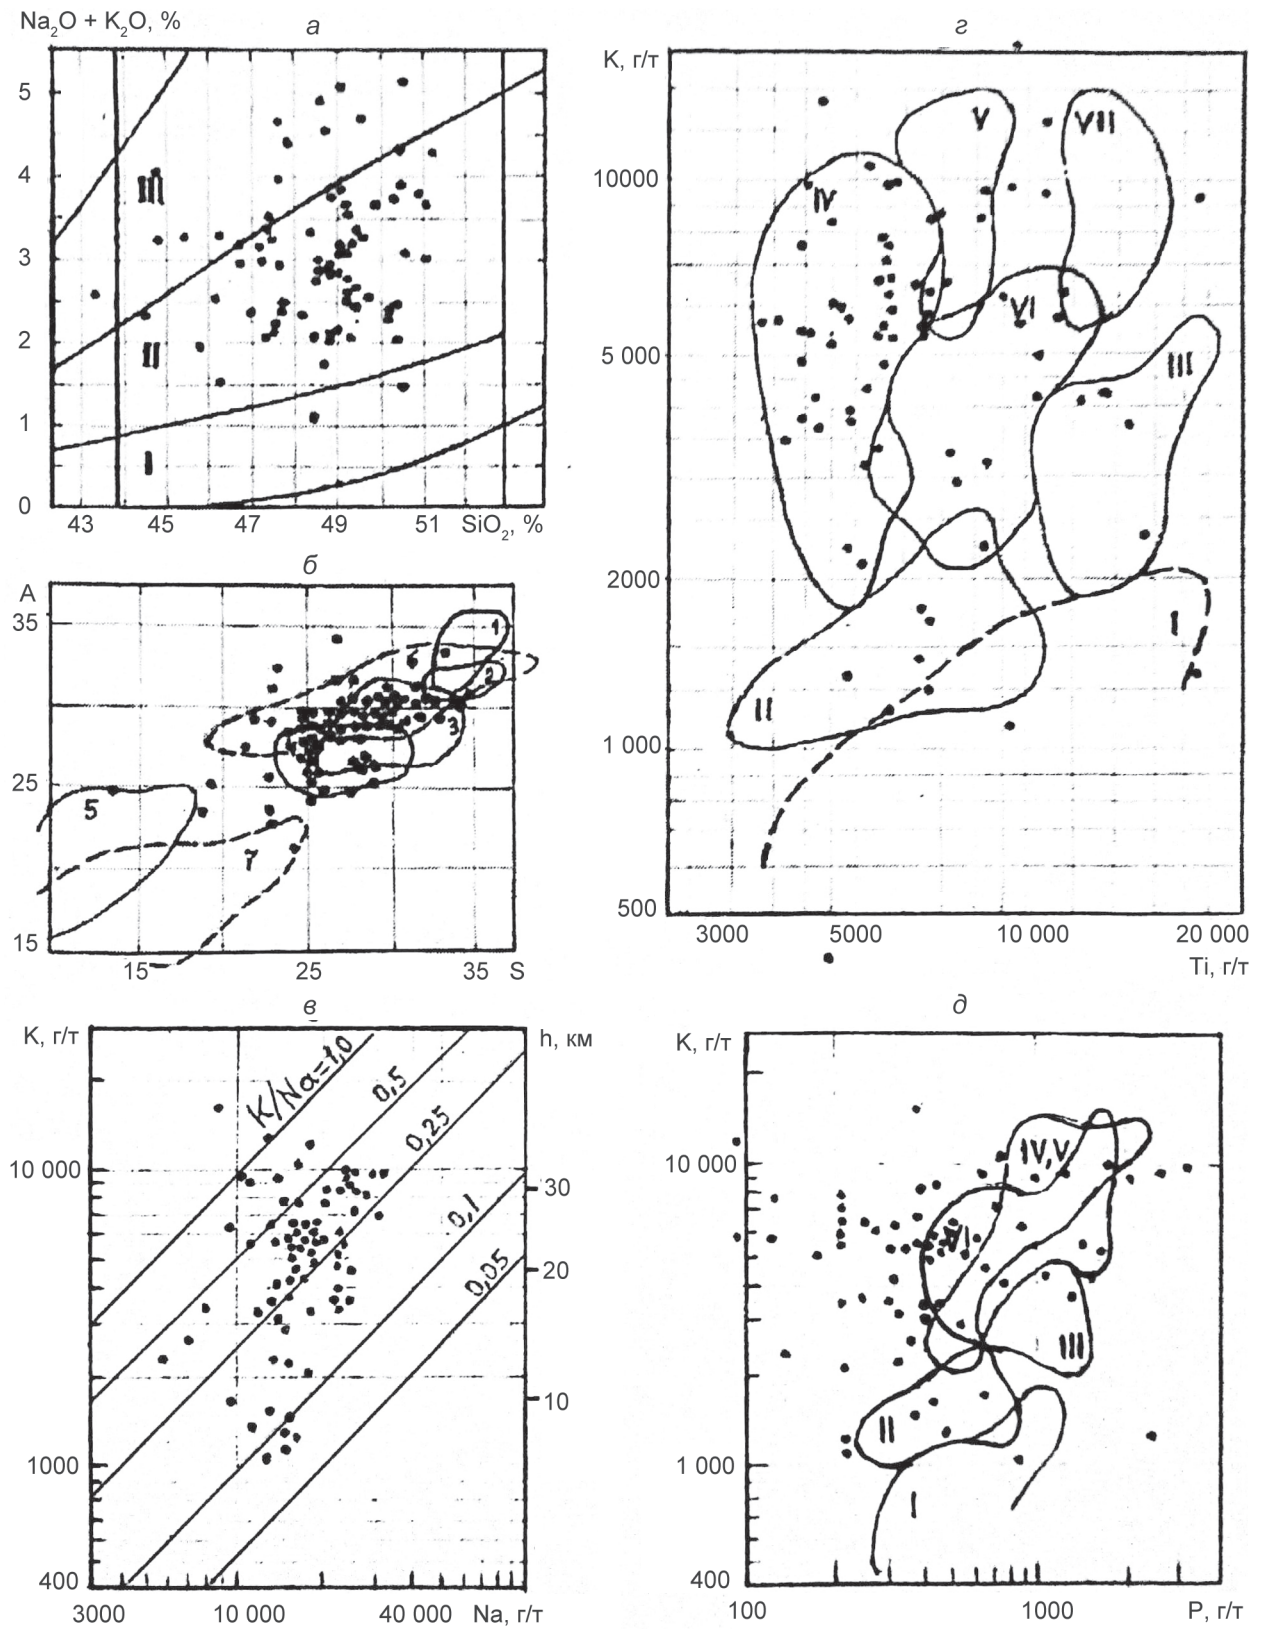 Na₂O + K₂O, %
а
5
4
3
2
1
0
III
II
I
43 45 47 49 51 SiO₂, %
б
A
35
25
15
1
2
3
4
5
6
7
15 25 35 S
в
K, г/т
h, км
K/Na=1,0
0,5
0,25
0,1
0,05
10 000
1000
400
30
20
10
3000 10 000 40 000 Na, г/т
г
K, г/т
10000
5 000
2000
1 000
500
V
VII
IV
VI
III
I
II
3000 5000 10 000 20 000
Ti, г/т
д
K, г/т
10 000
1 000
400
IV,V
VI
III
II
I
100 1000 P, г/т